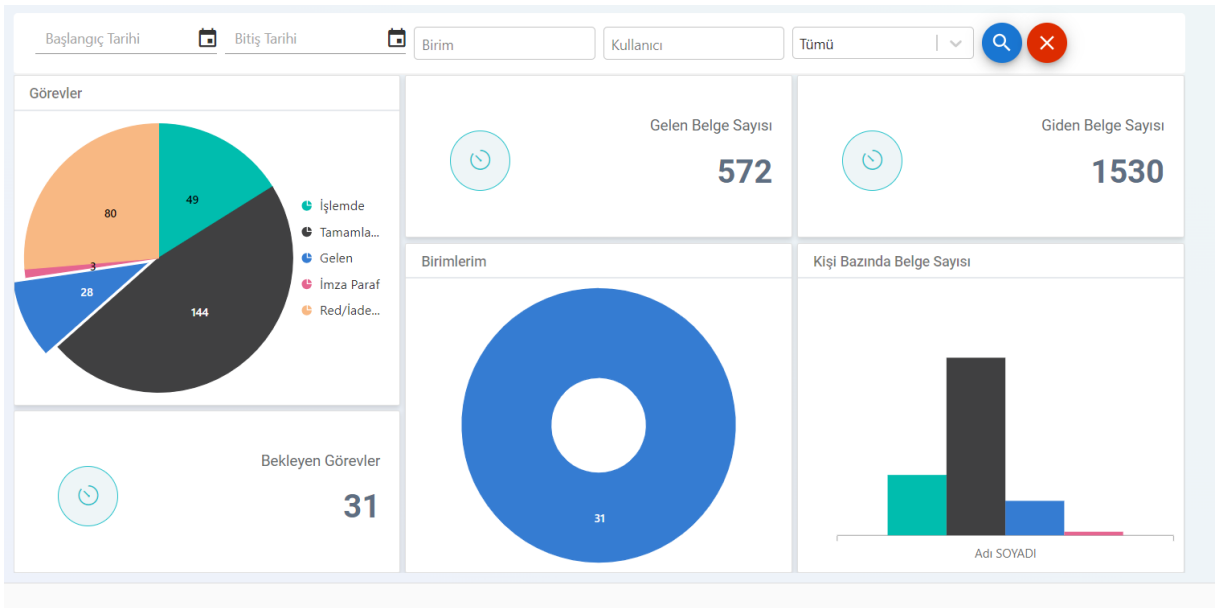 Başlangıç Tarihi
Bitiş Tarihi
Birim
Kullanıcı
Tümü
Görevler
49
80
3
28
144
İşlemde
Tamamla...
Gelen
İmza Paraf
Red/İade...
Gelen Belge Sayısı
572
Giden Belge Sayısı
1530
Bekleyen Görevler
31
Birimlerim
31
Kişi Bazında Belge Sayısı
Adı SOYADI